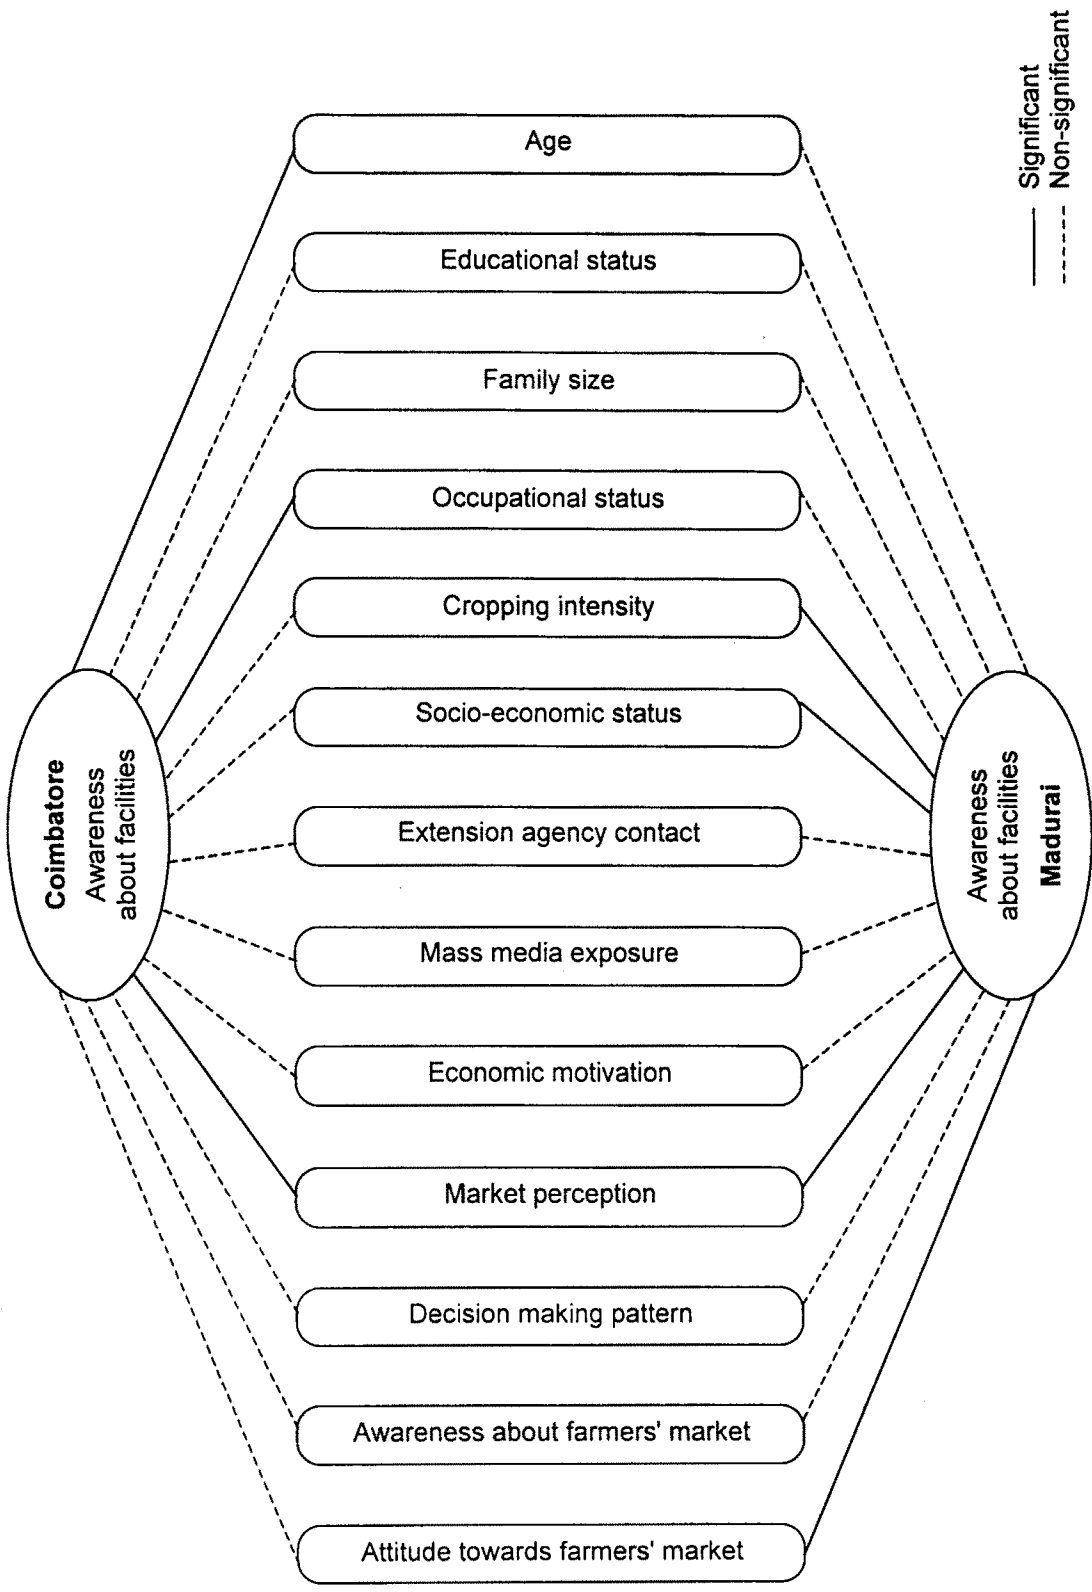 Coimbatore
Awareness
about facilities
Age
Educational status
Family size
Occupational status
Cropping intensity
Socio-economic status
Extension agency contact
Mass media exposure
Economic motivation
Market perception
Decision making pattern
Awareness about farmers' market
Attitude towards farmers' market
Awareness
about facilities
Madurai
Significant
Non-significant